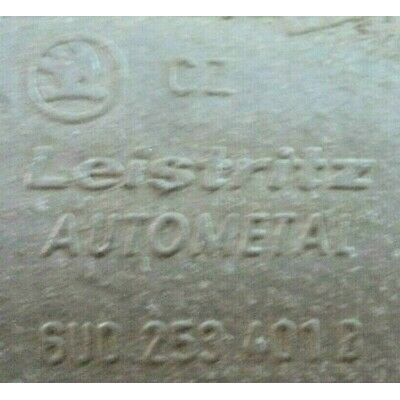 CZ
Leistritz
AUTOMETAL
6U0 253 401 B